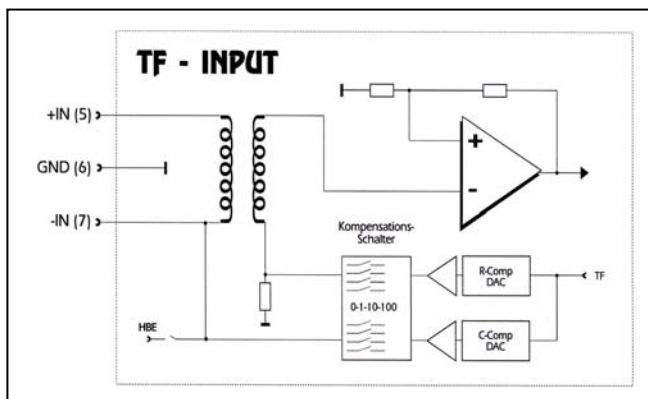 TF - INPUT
+IN (5)
GND (6)
-IN (7)
+
-
Kompensations-
Schalter
R-Comp
DAC
TF
0-1-10-100
HBE
C-Comp
DAC